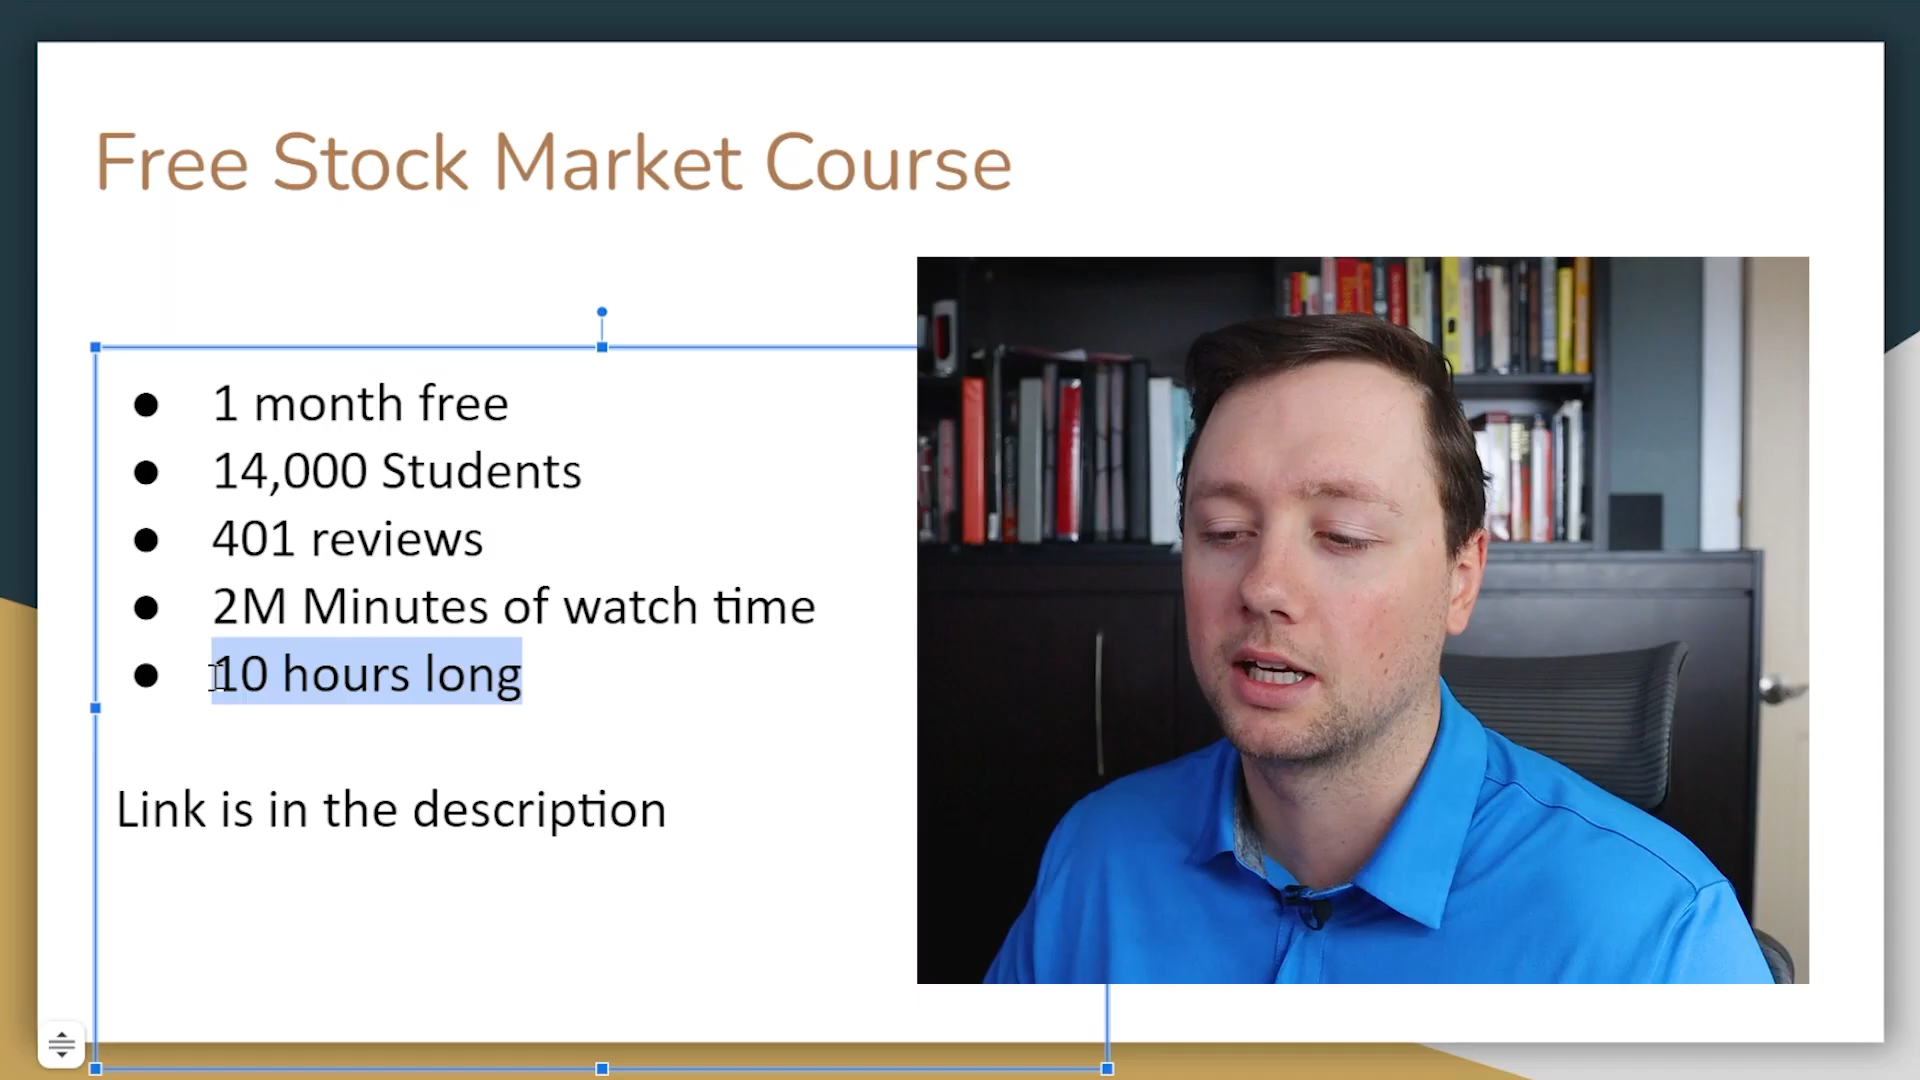 Free Stock Market Course
● 1 month free
● 14,000 Students
● 401 reviews
● 2M Minutes of watch time
● 10 hours long
Link is in the description